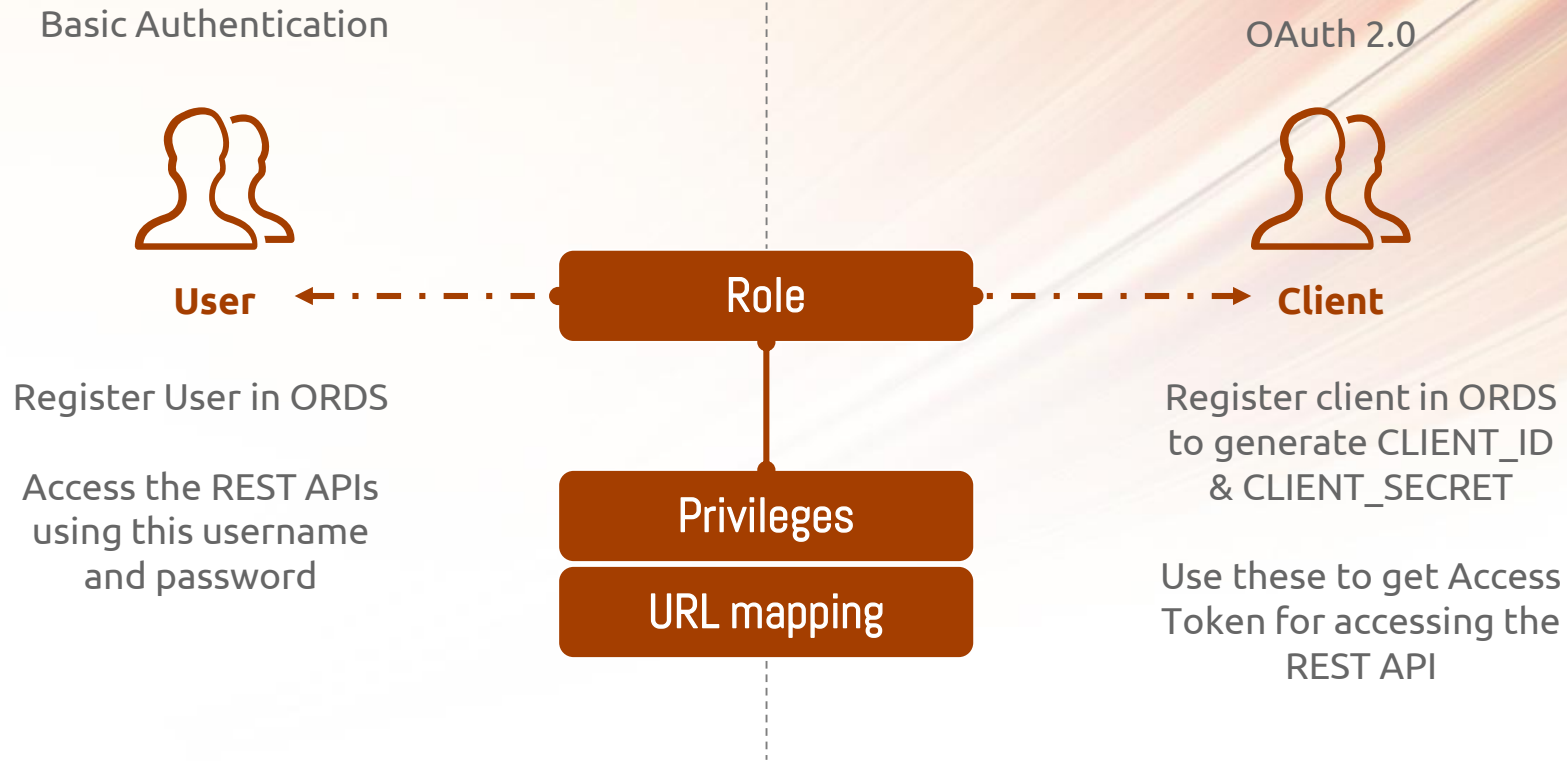 Basic Authentication
OAuth 2.0
User
Role
Client
Register User in ORDS
Access the REST APIs
using this username
and password
Privileges
URL mapping
Register client in ORDS
to generate CLIENT_ID
& CLIENT_SECRET
Use these to get Access
Token for accessing the
REST API